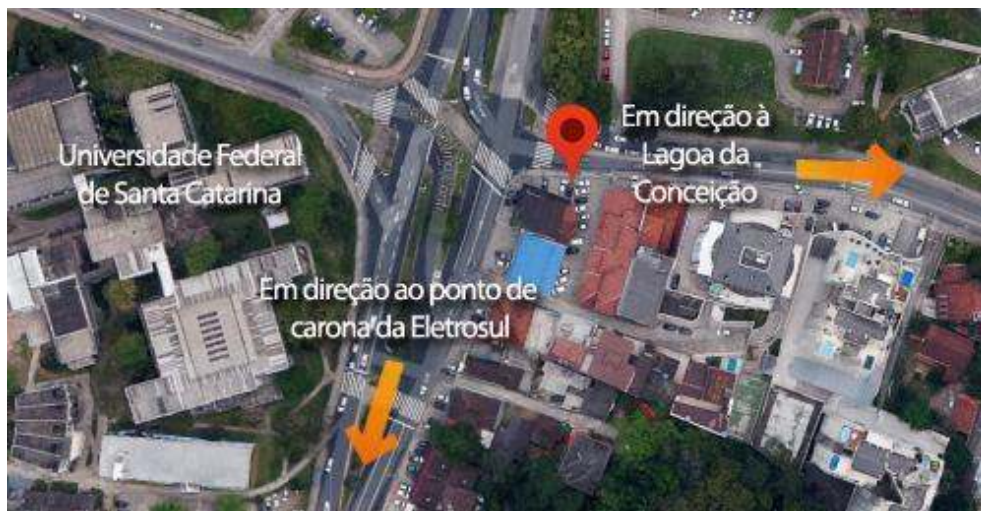 Em direção à
Lagoa da
Conceição
Universidade Federal
de Santa Catarina
Em direção ao ponto de
carona da Eletrosul